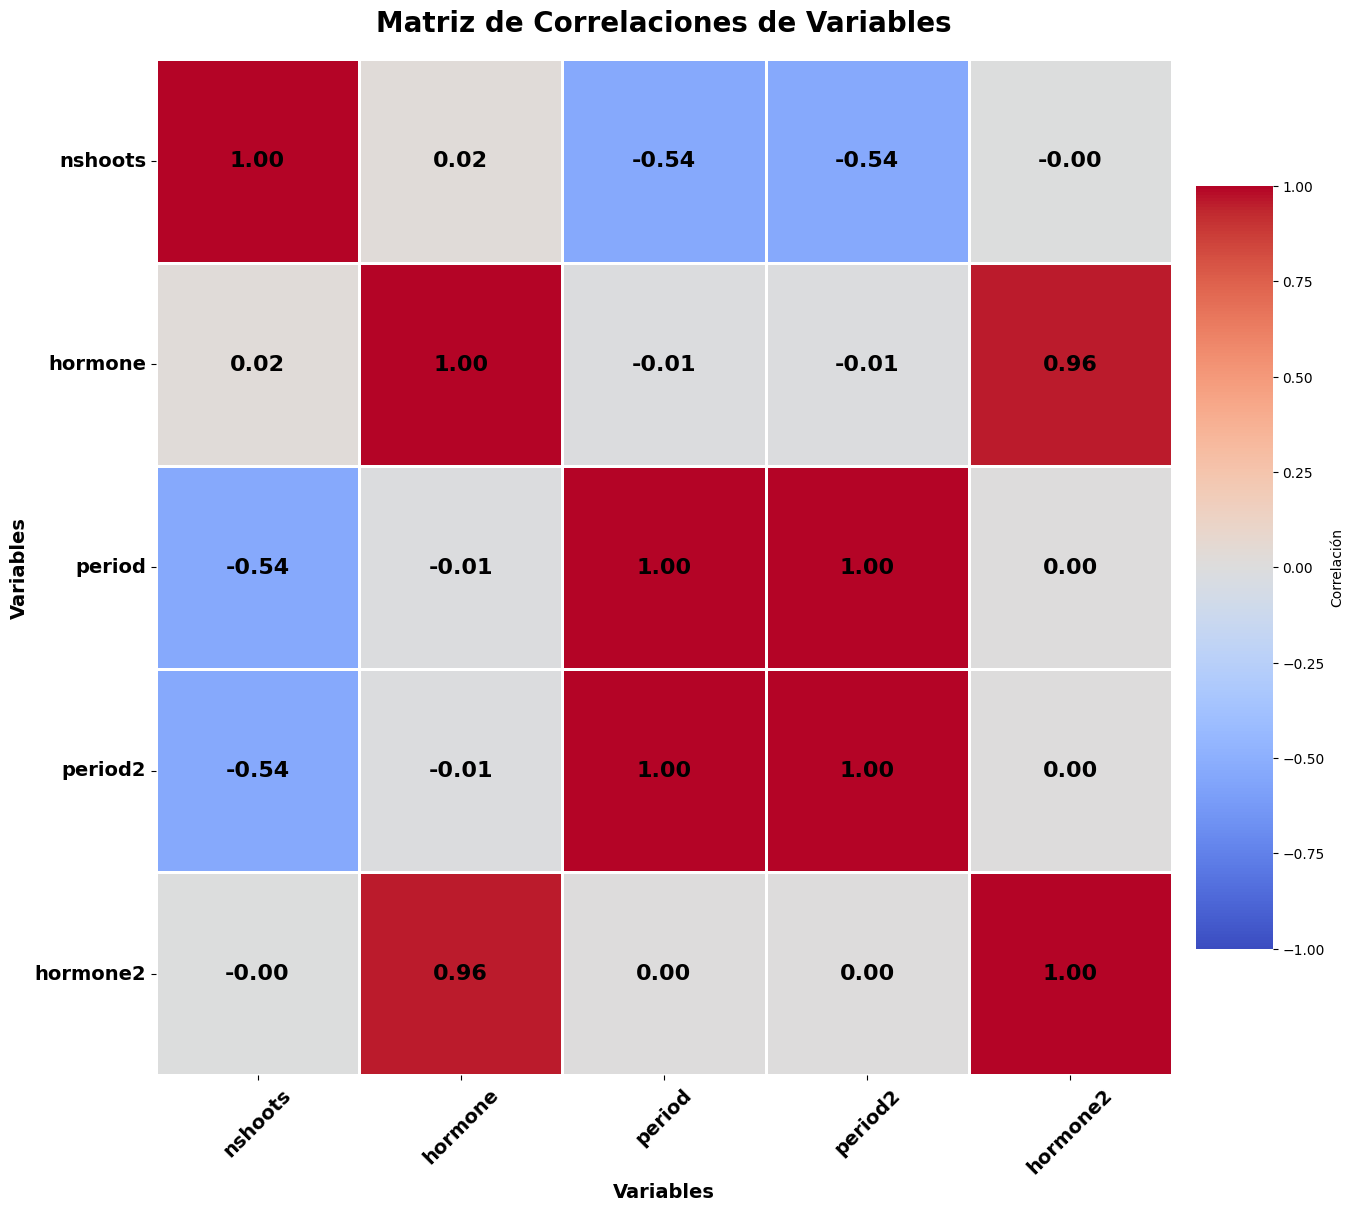 Matriz de Correlaciones de Variables
nshoots 1.00 0.02 -0.54 -0.54 -0.00
hormone 0.02 1.00 -0.01 -0.01 0.96
period -0.54 -0.01 1.00 1.00 0.00
period2 -0.54 -0.01 1.00 1.00 0.00
hormone2 -0.00 0.96 0.00 0.00 1.00
nshoots hormone period period2 hormone2
Variables
Variables
1.00
0.75
0.50
0.25
0.00
−0.25
−0.50
−0.75
−1.00
Correlación